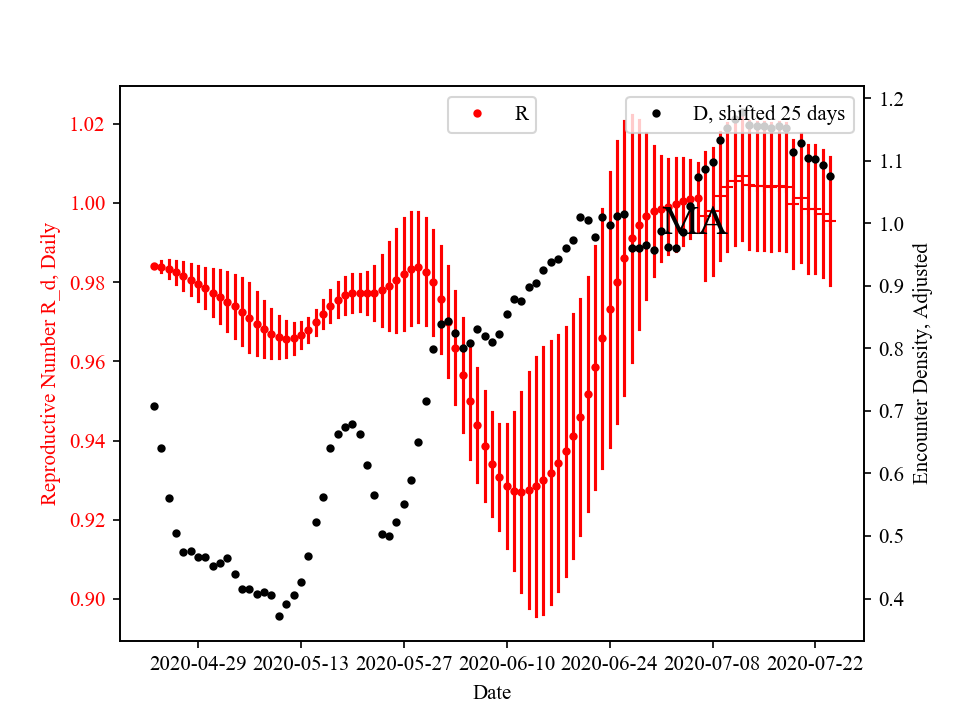 R
D, shifted 25 days
1.02
1.00
0.98
0.96
0.94
0.92
0.90
Reproductive Number R_d, Daily
1.2
1.1
1.0
0.9
0.8
0.7
0.6
0.5
0.4
Encounter Density, Adjusted
MA
2020-04-29 2020-05-13 2020-05-27 2020-06-10 2020-06-24 2020-07-08 2020-07-22
Date